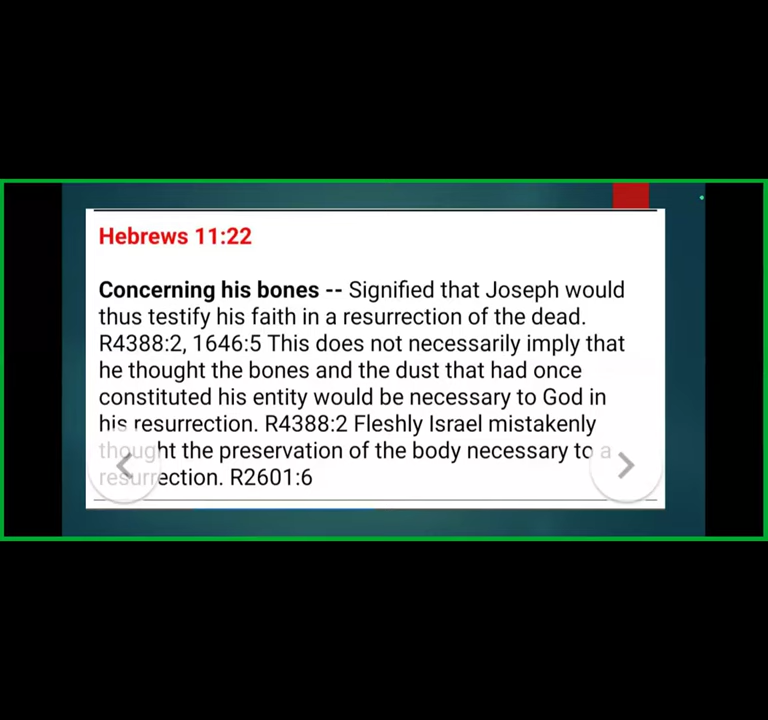 Hebrews 11:22
Concerning his bones -- Signified that Joseph would
thus testify his faith in a resurrection of the dead.
R4388:2, 1646:5 This does not necessarily imply that
he thought the bones and the dust that had once
constituted his entity would be necessary to God in
his resurrection. R4388:2 Fleshly Israel mistakenly
thought the preservation of the body necessary to a
resurrection. R2601:6